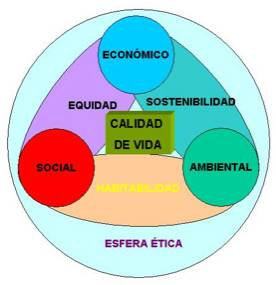 ECONÓMICO
EQUIDAD
SOSTENIBILIDAD
CALIDAD
DE VIDA
SOCIAL
AMBIENTAL
HABITABILIDAD
ESFERA ÉTICA